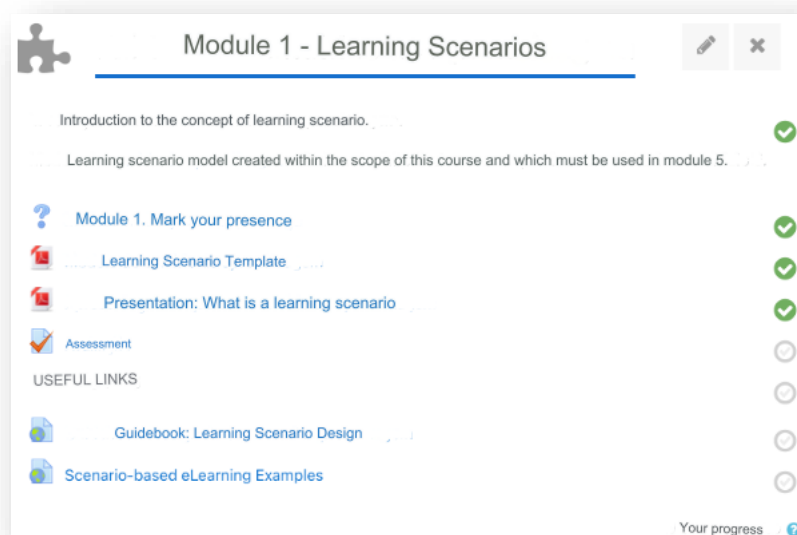 Module 1 - Learning Scenarios
Introduction to the concept of learning scenario.
Learning scenario model created within the scope of this course and which must be used in module 5.
Module 1. Mark your presence
Learning Scenario Template
Presentation: What is a learning scenario
Assessment
USEFUL LINKS
Guidebook: Learning Scenario Design
Scenario-based eLearning Examples
Your progress